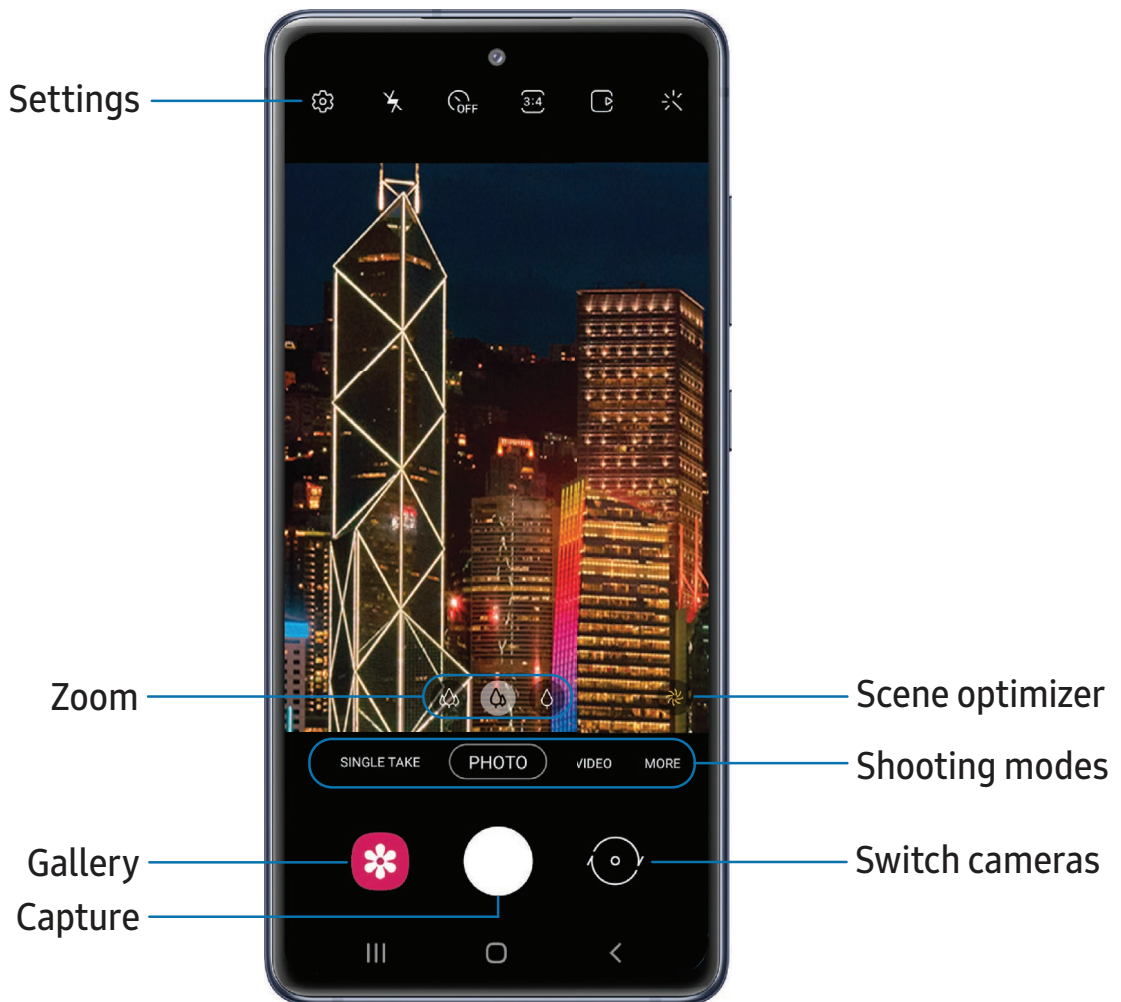 Settings
OFF
3:4
Zoom
Scene optimizer
SINGLE TAKE PHOTO VIDEO MORE
Shooting modes
Gallery
Switch cameras
Capture